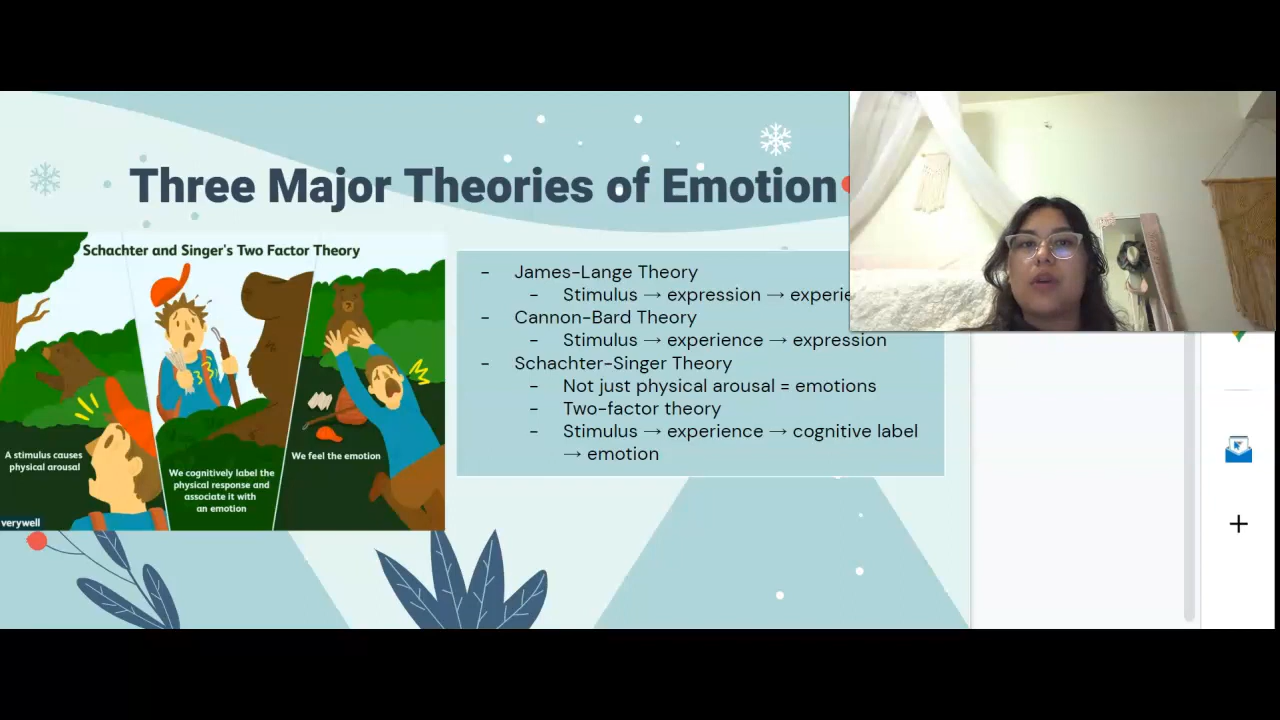 Three Major Theories of Emotion
Schachter and Singer's Two Factor Theory
A stimulus causes
physical arousal
We cognitively label the
physical response and
associate it with
an emotion
We feel the emotion
verywell
- James-Lange Theory
- Stimulus → expression → experie
- Cannon-Bard Theory
- Stimulus → experience → expression
- Schachter-Singer Theory
- Not just physical arousal = emotions
- Two-factor theory
- Stimulus → experience → cognitive label
→ emotion